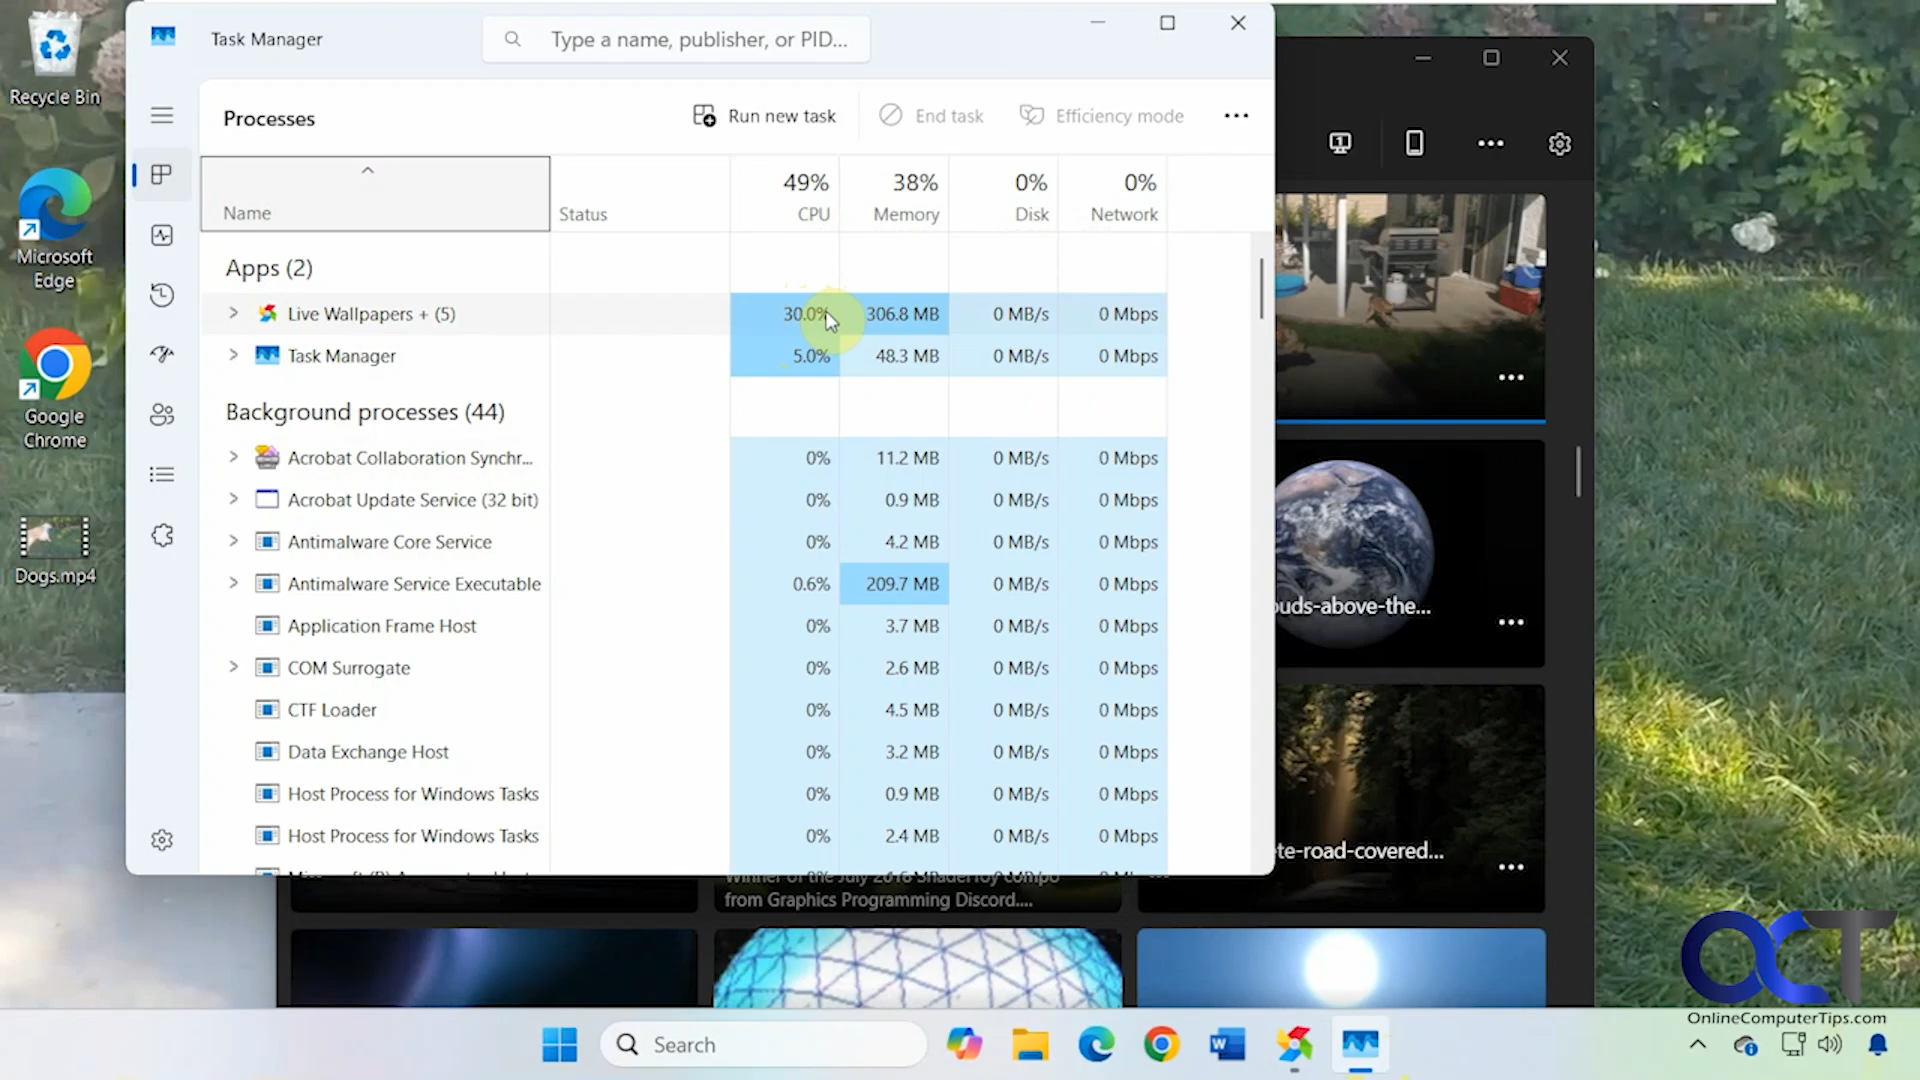 Recycle Bin
Microsoft
Edge
Google
Chrome
Dogs.mp4
Task Manager
Type a name, publisher, or PID...
Processes
Run new task
End task
Efficiency mode
Name
Status
49%
CPU
38%
Memory
0%
Disk
0%
Network
Apps (2)
Live Wallpapers + (5) 30.0% 306.8 MB 0 MB/s 0 Mbps
Task Manager 5.0% 48.3 MB 0 MB/s 0 Mbps
Background processes (44)
Acrobat Collaboration Synchr... 0% 11.2 MB 0 MB/s 0 Mbps
Acrobat Update Service (32 bit) 0% 0.9 MB 0 MB/s 0 Mbps
Antimalware Core Service 0% 4.2 MB 0 MB/s 0 Mbps
Antimalware Service Executable 0.6% 209.7 MB 0 MB/s 0 Mbps
Application Frame Host 0% 3.7 MB 0 MB/s 0 Mbps
COM Surrogate 0% 2.6 MB 0 MB/s 0 Mbps
CTF Loader 0% 4.5 MB 0 MB/s 0 Mbps
Data Exchange Host 0% 3.2 MB 0 MB/s 0 Mbps
Host Process for Windows Tasks 0% 0.9 MB 0 MB/s 0 Mbps
Host Process for Windows Tasks 0% 2.4 MB 0 MB/s 0 Mbps
1
ouds-above-the...
te-road-covered...
from Graphics Programming Discord....
OCT
OnlineComputerTips.com
Search